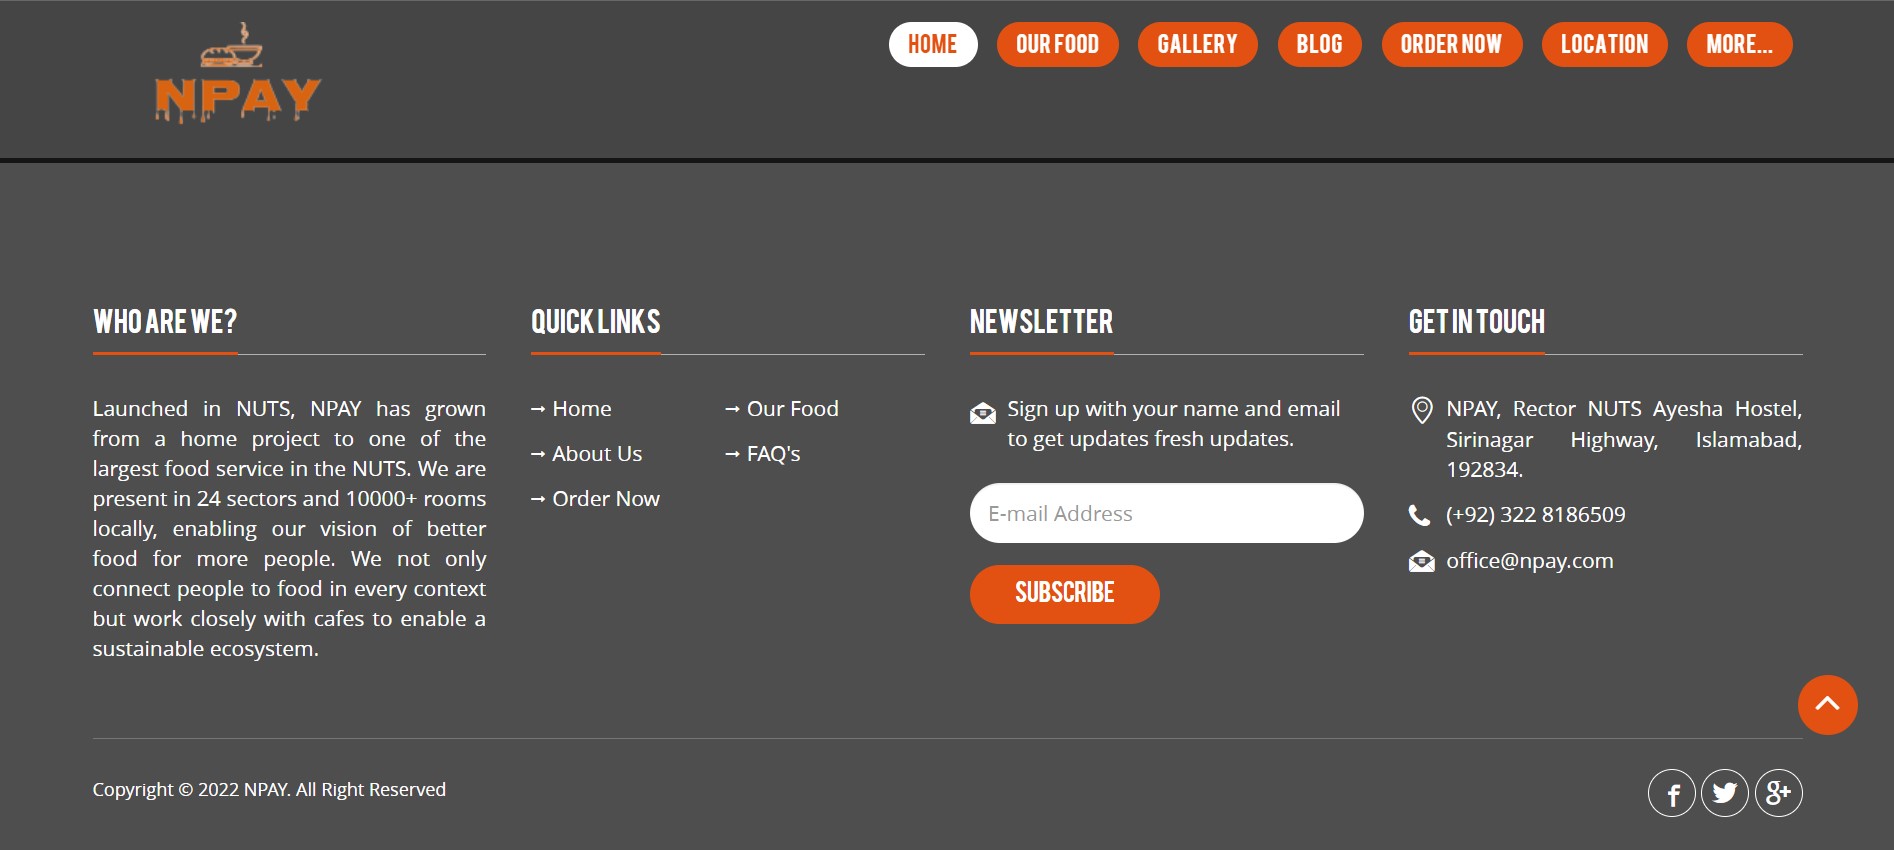 NPAY
HOME
OUR FOOD
GALLERY
BLOG
ORDER NOW
LOCATION
MORE...
WHO ARE WE?
Launched in NUTS, NPAY has grown
from a home project to one of the
largest food service in the NUTS. We are
present in 24 sectors and 10000+ rooms
locally, enabling our vision of better
food for more people. We not only
connect people to food in every context
but work closely with cafes to enable a
sustainable ecosystem.
QUICK LINKS
Home
About Us
Order Now
Our Food
FAQ's
NEWSLETTER
Sign up with your name and email
to get updates fresh updates.
E-mail Address
SUBSCRIBE
GET IN TOUCH
NPAY, Rector NUTS Ayesha Hostel,
Sirinagar Highway, Islamabad,
192834.
(+92) 322 8186509
office@npay.com
Copyright © 2022 NPAY. All Right Reserved